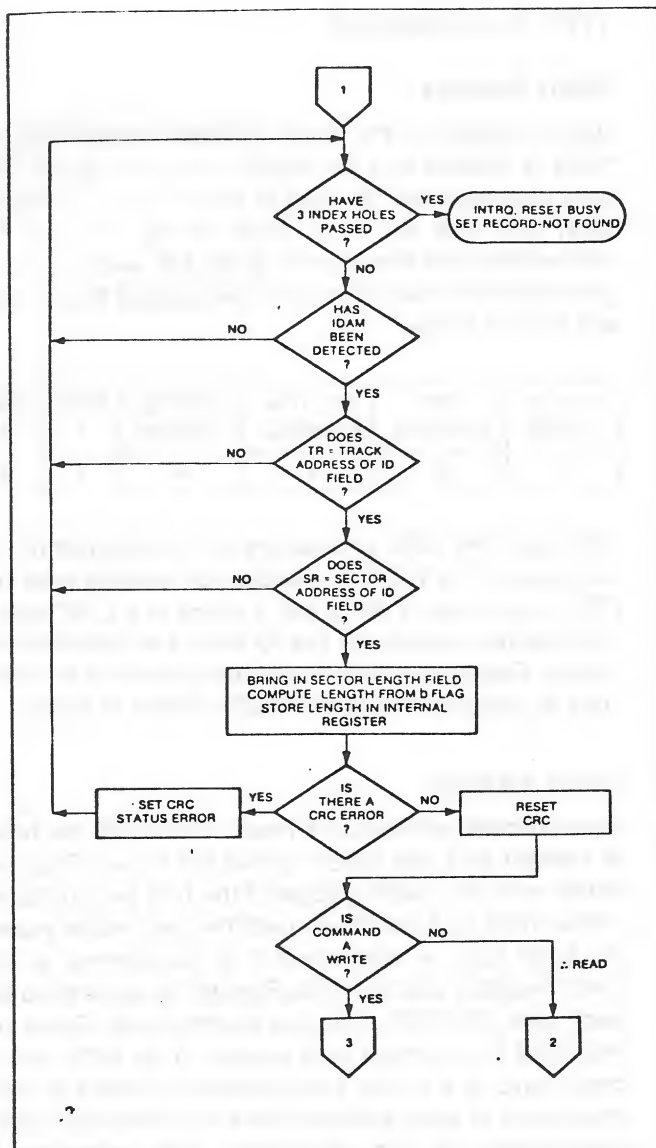 1
HAVE
3 INDEX HOLES
PASSED
?
YES
INTRQ, RESET BUSY
SET RECORD-NOT FOUND
NO
HAS
IDAM
BEEN
DETECTED
?
NO
YES
DOES
TR = TRACK
ADDRESS OF ID
FIELD
?
NO
YES
DOES
SR = SECTOR
ADDRESS OF ID
FIELD
?
NO
YES
BRING IN SECTOR LENGTH FIELD
COMPUTE LENGTH FROM b FLAG
STORE LENGTH IN INTERNAL
REGISTER
SET CRC
STATUS ERROR
YES
IS
THERE A
CRC ERROR
?
NO
RESET
CRC
IS
COMMAND
A
WRITE
?
NO
∴ READ
YES
3
2